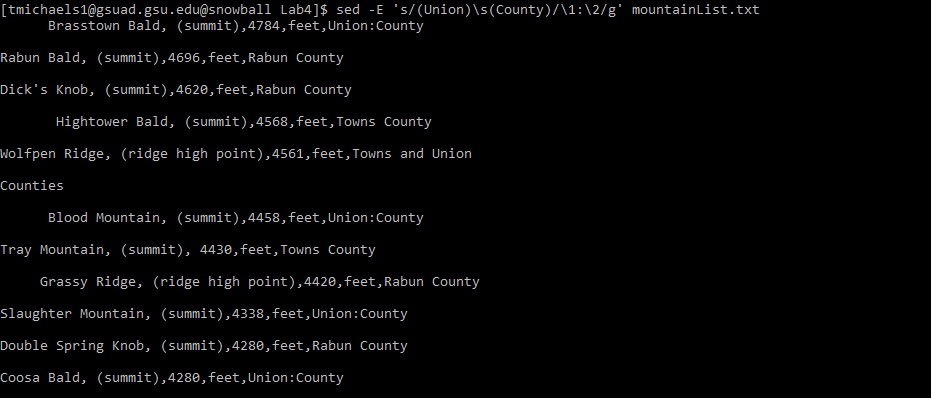 [tmichaels1@gsuad.gsu.edu@snowball Lab4]$ sed -E 's/(Union)\s(County)/\1:\2/g' mountainList.txt
Brasstown Bald, (summit),4784,feet,Union:County
Rabun Bald, (summit),4696,feet,Rabun County
Dick's Knob, (summit),4620,feet,Rabun County
Hightower Bald, (summit),4568,feet,Towns County
Wolfpen Ridge, (ridge high point),4561,feet,Towns and Union
Counties
Blood Mountain, (summit),4458,feet,Union:County
Tray Mountain, (summit), 4430,feet,Towns County
Grassy Ridge, (ridge high point),4420,feet,Rabun County
Slaughter Mountain, (summit),4338,feet,Union:County
Double Spring Knob, (summit),4280,feet,Rabun County
Coosa Bald, (summit),4280,feet,Union:County